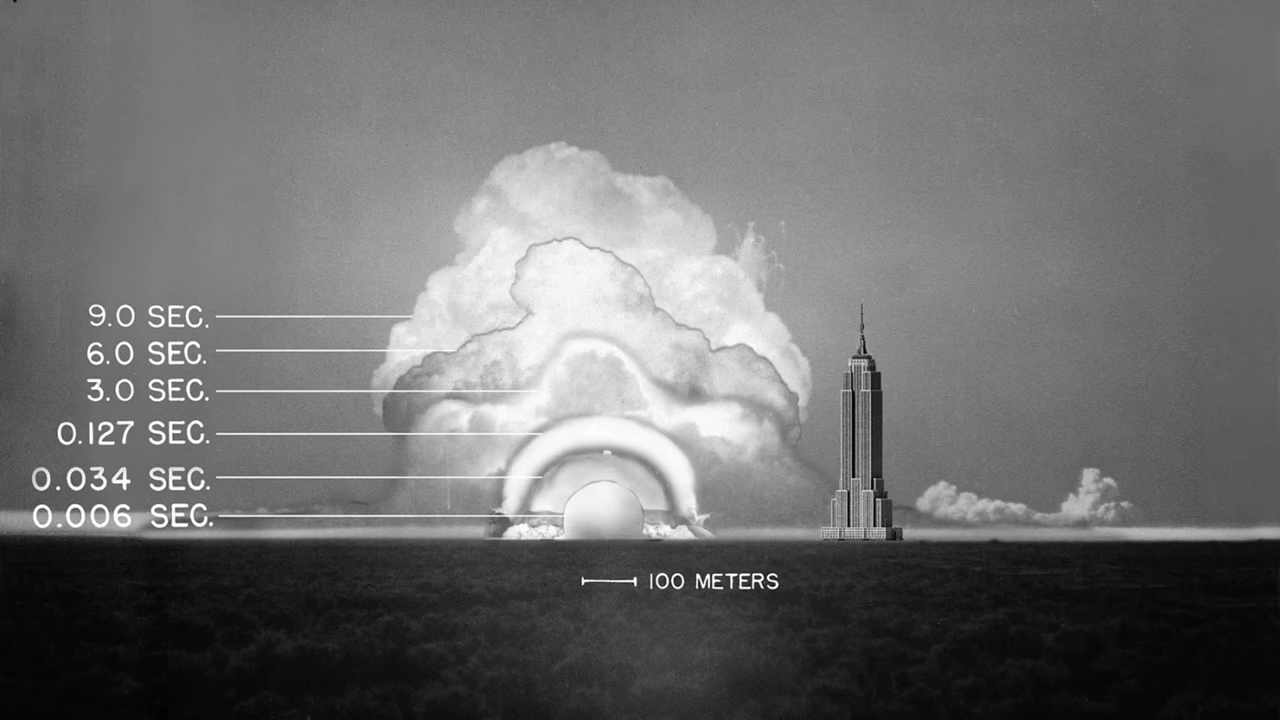 9.0 SEC.
6.0 SEC.
3.0 SEC.
0.127 SEC.
0.034 SEC.
0.006 SEC.
100 METERS